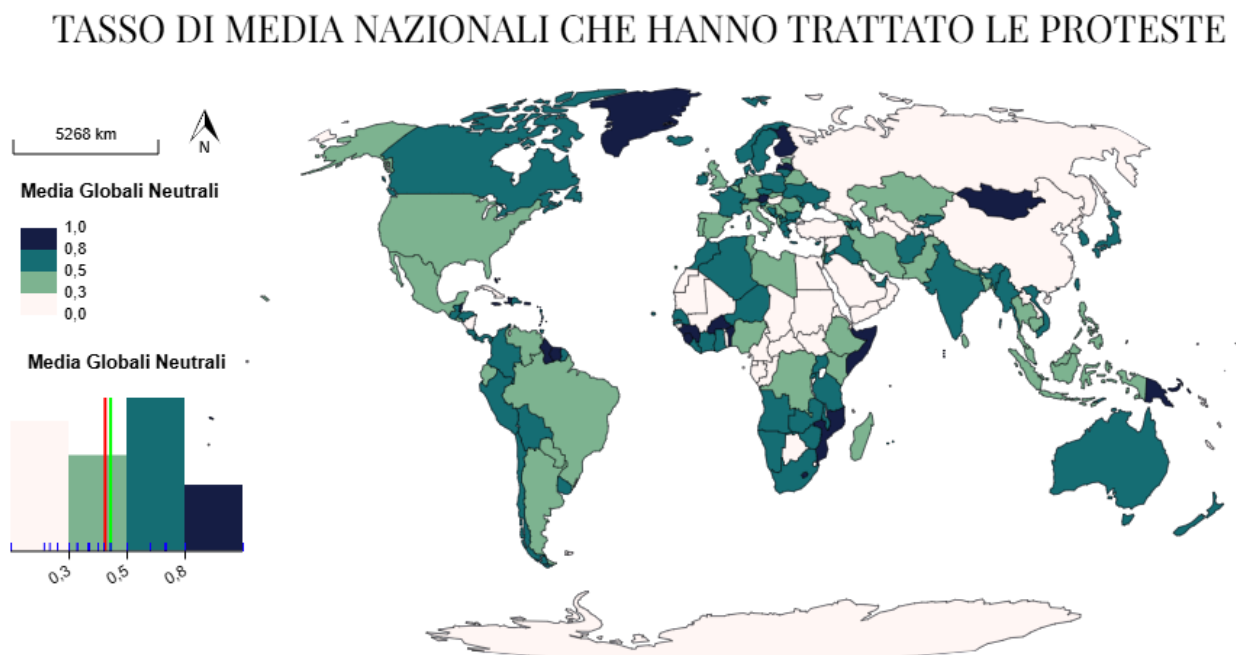 TASSO DI MEDIA NAZIONALI CHE HANNO TRATTATO LE PROTESTE
5268 km
N
Media Globali Neutrali
1,0
0,8
0,5
0,3
0,0
Media Globali Neutrali
0,3
0,5
0,8